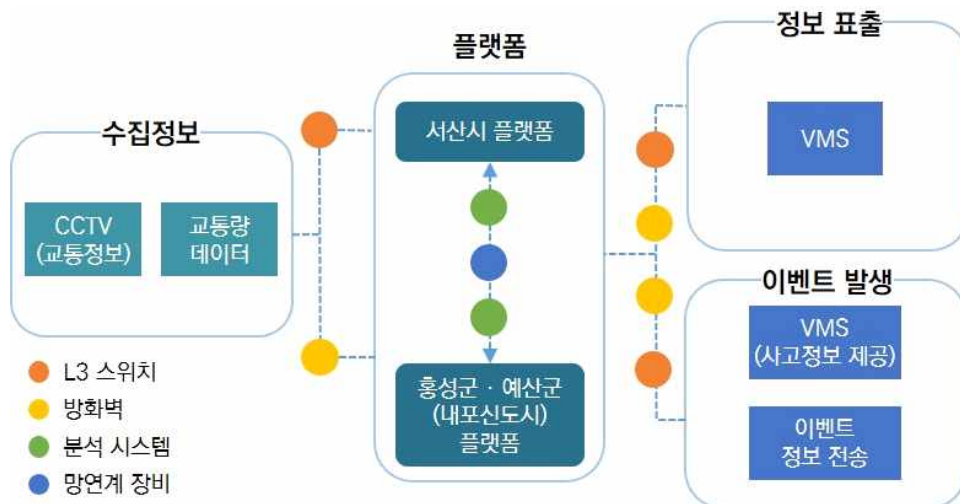 수집정보
CCTV
(교통정보)
교통량
데이터
L3 스위치
방화벽
분석 시스템
망연계 장비
플랫폼
서산시 플랫폼
홍성군 · 예산군
(내포신도시)
플랫폼
정보 표출
VMS
이벤트 발생
VMS
(사고정보 제공)
이벤트
정보 전송